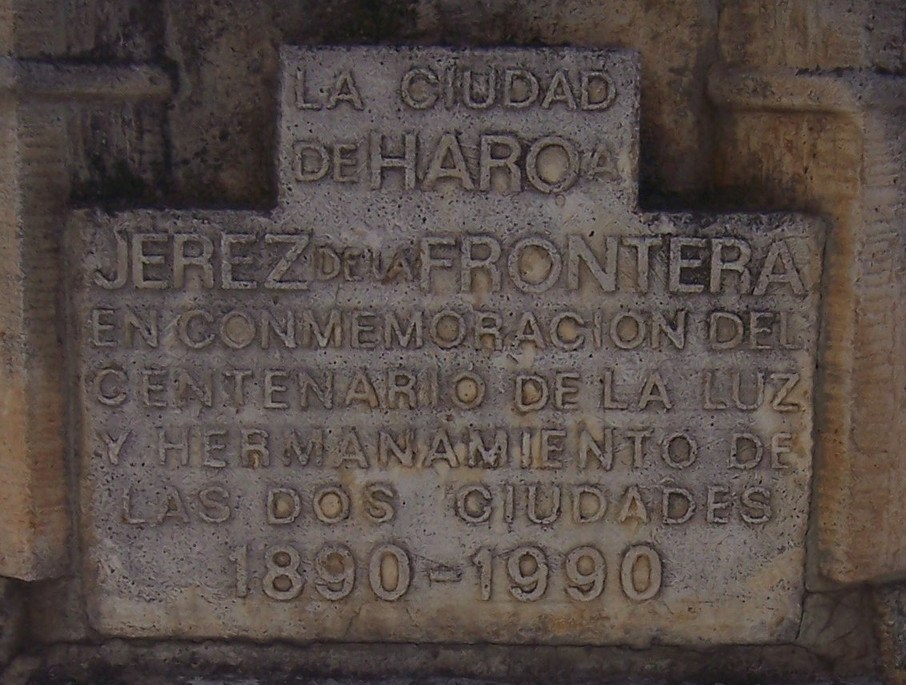 LA CIUDAD
DE HARO A
JEREZ DE LA FRONTERA
EN CONMEMORACION DEL
CENTENARIO DE LA LUZ
Y HERMANAMIENTO DE
LAS DOS CIUDADES
1890-1990